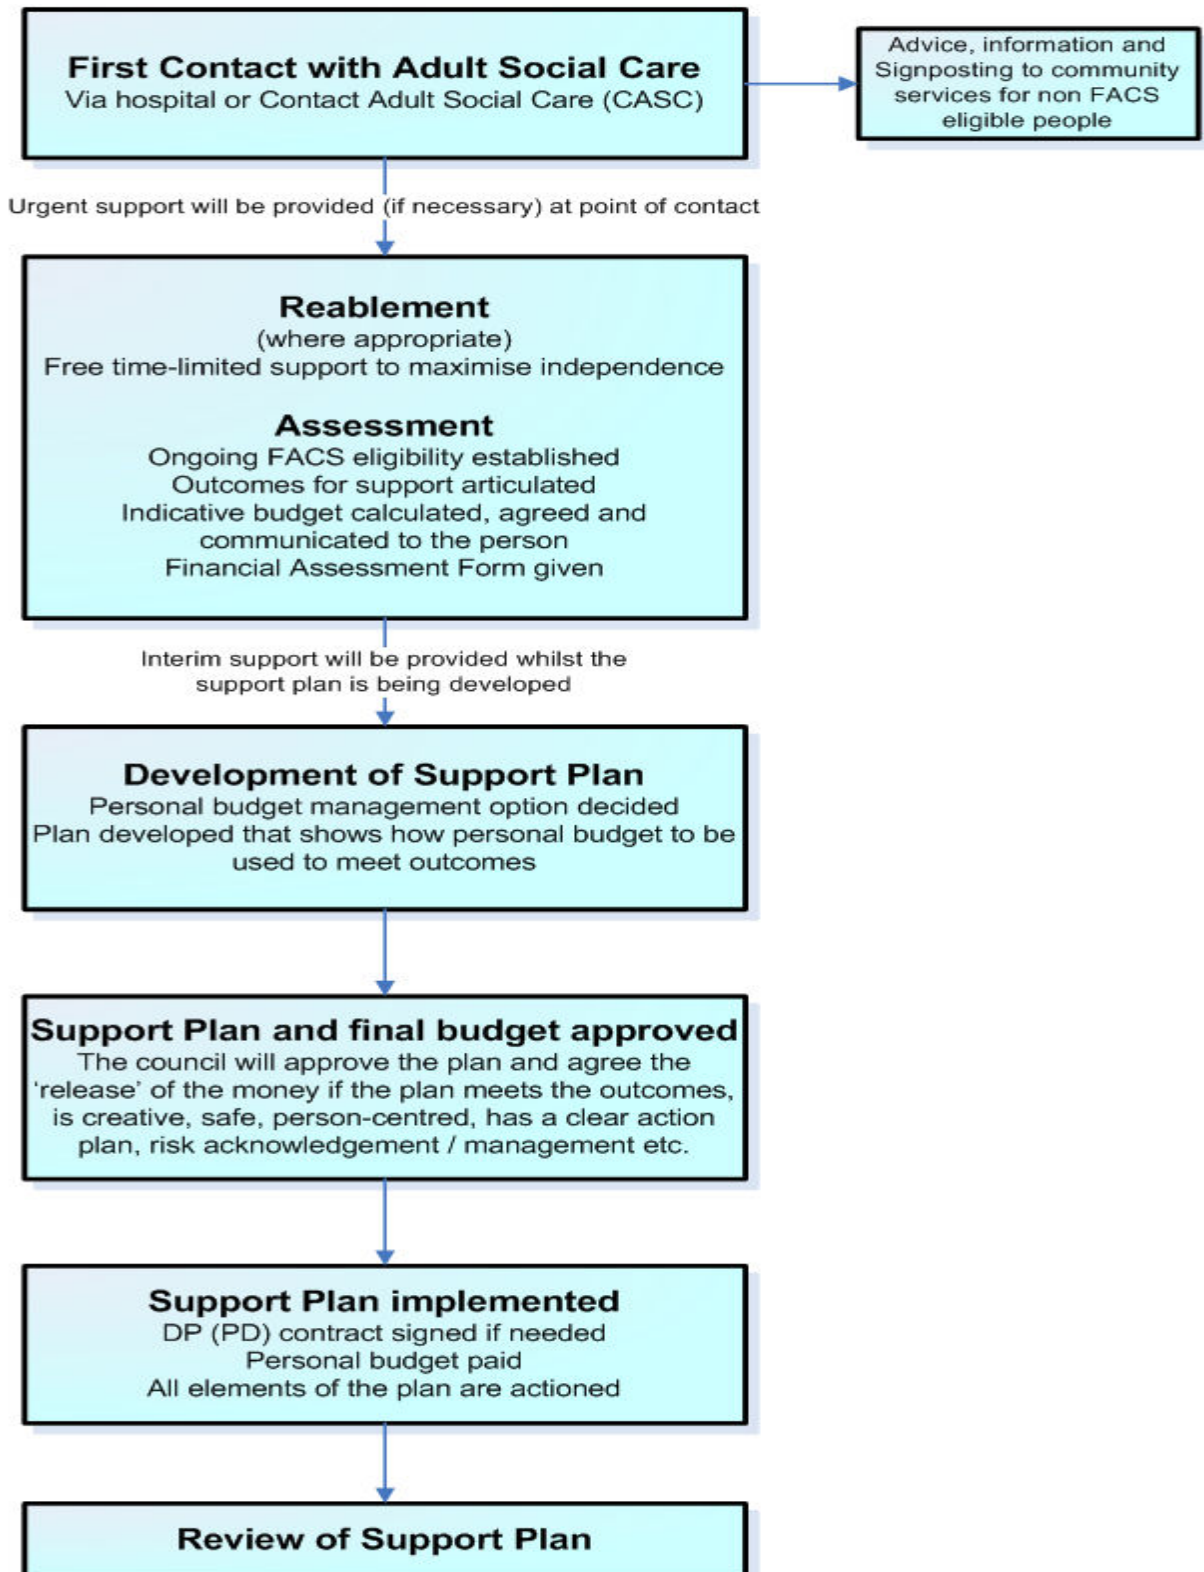 First Contact with Adult Social Care
Via hospital or Contact Adult Social Care (CASC)
Advice, information and
Signposting to community
services for non FACS
eligible people
Urgent support will be provided (if necessary) at point of contact
Reablement
(where appropriate)
Free time-limited support to maximise independence
Assessment
Ongoing FACS eligibility established
Outcomes for support articulated
Indicative budget calculated, agreed and
communicated to the person
Financial Assessment Form given
Interim support will be provided whilst the
support plan is being developed
Development of Support Plan
Personal budget management option decided
Plan developed that shows how personal budget to be
used to meet outcomes
Support Plan and final budget approved
The council will approve the plan and agree the
‘release’ of the money if the plan meets the outcomes,
is creative, safe, person-centred, has a clear action
plan, risk acknowledgement / management etc.
Support Plan implemented
DP (PD) contract signed if needed
Personal budget paid
All elements of the plan are actioned
Review of Support Plan